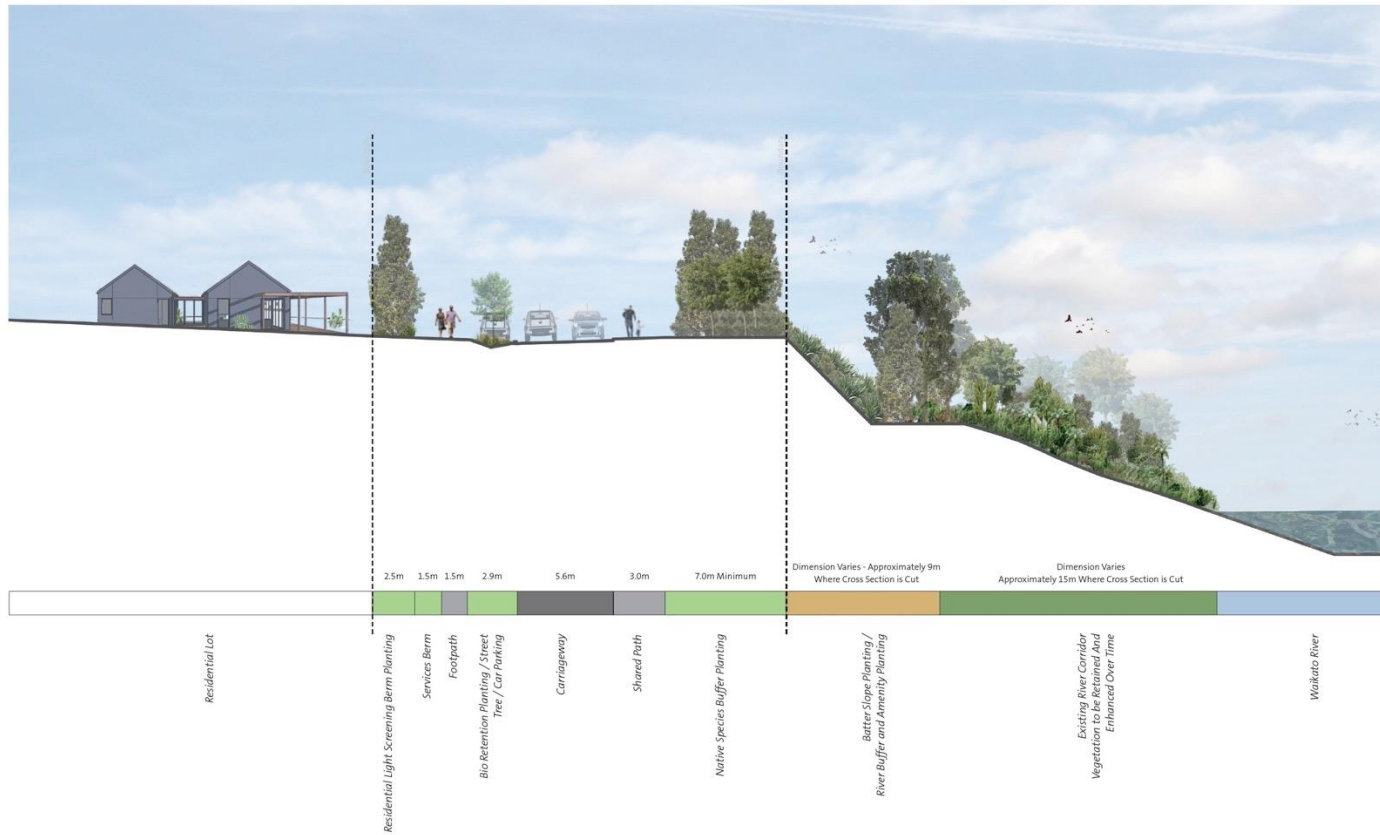 2.5m
1.5m
1.5m
2.9m
5.6m
3.0m
7.0m Minimum
Dimension Varies - Approximately 9m
Where Cross Section is Cut
Dimension Varies
Approximately 15m Where Cross Section is Cut
Residential Lot
Residential Light Screening Berm Planting
Services Berm
Footpath
Bio Retention Planting / Street
Tree / Car Parking
Carriageway
Shared Path
Native Species Buffer Planting
Batter Slope Planting /
River Buffer and Amenity Planting
Existing River Corridor
Vegetation to be Retained And
Enhanced Over Time
Waikato River